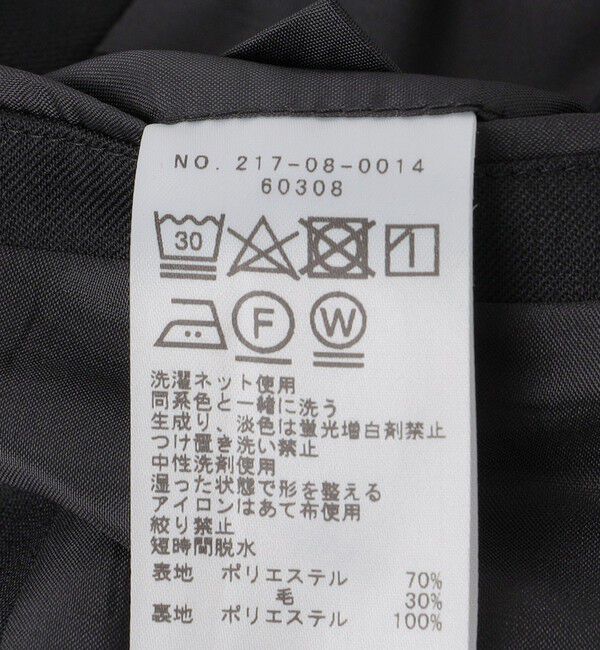 NO. 217-08-0014
60308
30
F W
洗濯ネット使用
同系色と一緒に洗う
生成り、淡色は蛍光増白剤禁止
つけ置き洗い禁止
中性洗剤使用
湿った状態で形を整える
アイロンはあて布使用
絞り禁止
短時間脱水
表地 ポリエステル 70%
毛 30%
裏地 ポリエステル 100%